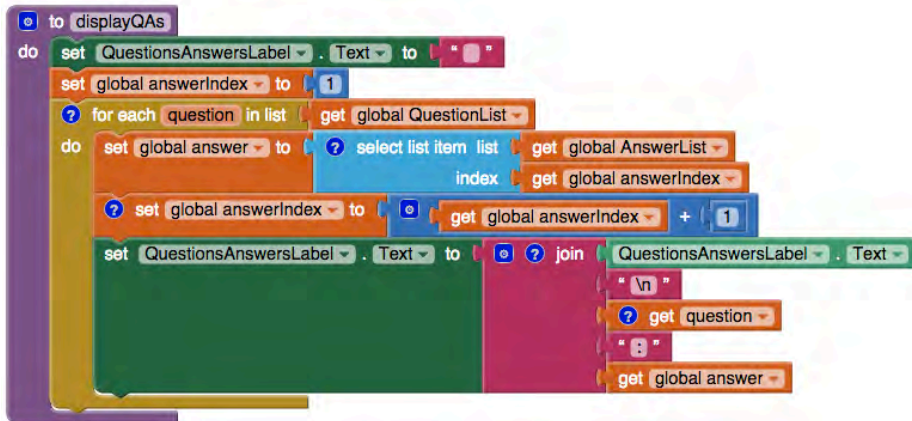 to displayQAs
do set QuestionsAnswersLabel . Text to " "
set global answerIndex to 1
? for each question in list get global QuestionList
do set global answer to ? select list item list get global AnswerList
index get global answerIndex
? set global answerIndex to get global answerIndex + 1
set QuestionsAnswersLabel . Text to ? join QuestionsAnswersLabel . Text
" \n "
? get question
" : "
get global answer